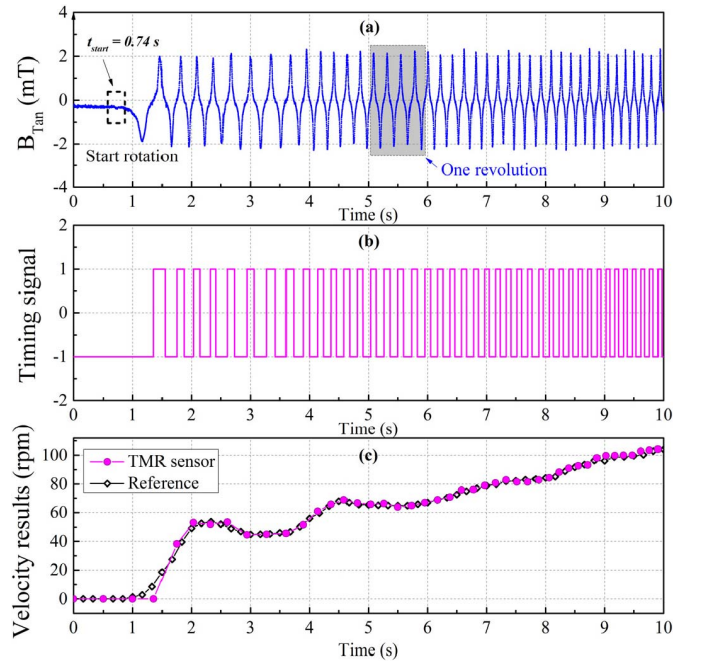 (a)
t_start = 0.74 s
4
2
0
-2
-4
B_Tan (mT)
Start rotation
One revolution
0 1 2 3 4 5 6 7 8 9 10
Time (s)
(b)
2
1
0
-1
-2
Timing signal
0 1 2 3 4 5 6 7 8 9 10
Time (s)
(c)
TMR sensor
Reference
100
80
60
40
20
0
Velocity results (rpm)
0 1 2 3 4 5 6 7 8 9 10
Time (s)